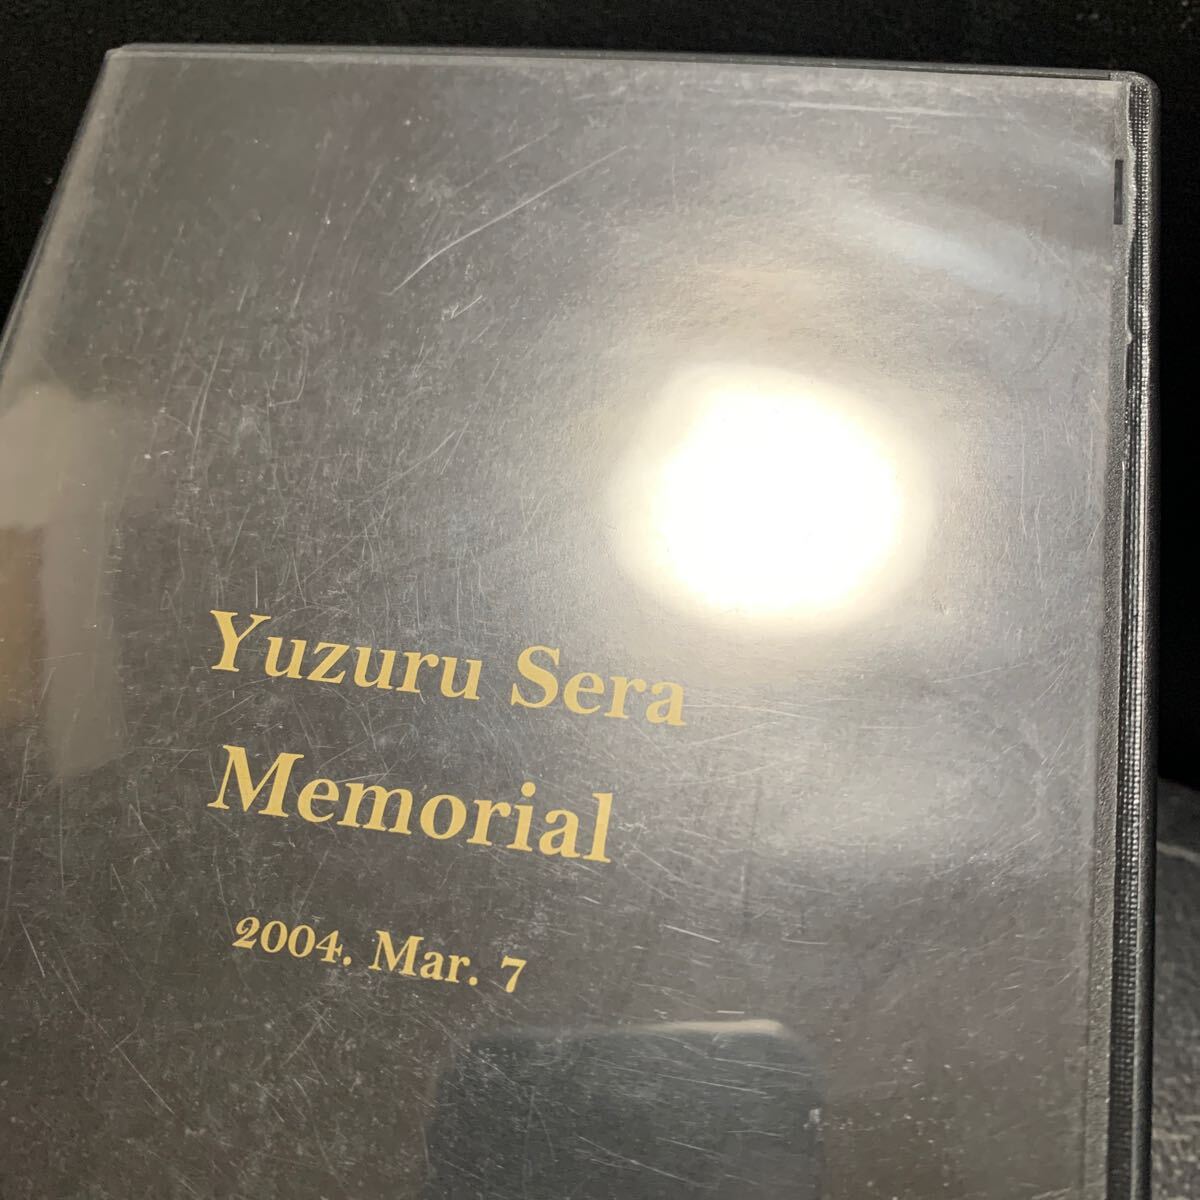 Yuzuru Sera
Memorial
2004. Mar. 7